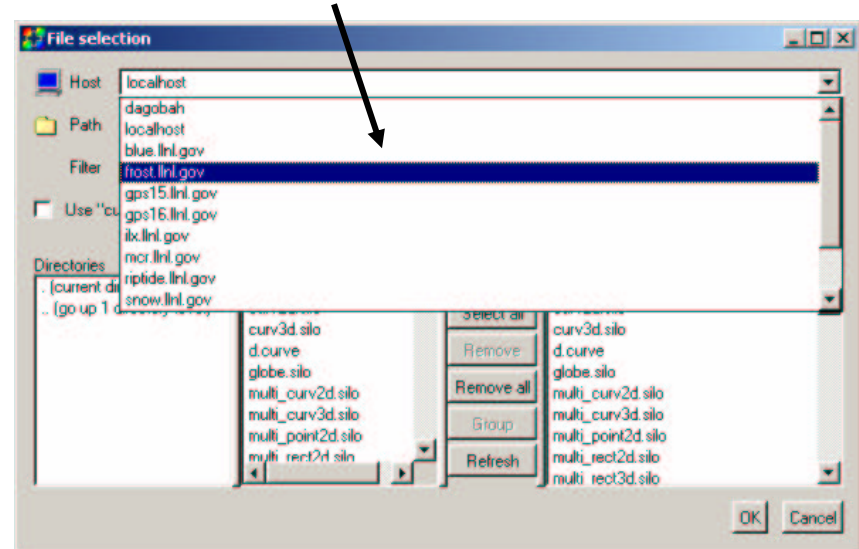 File selection
Host localhost
dagobah
Path
localhost
blue.llnl.gov
Filter
frost.llnl.gov
gps15.llnl.gov
Use "cu
gps16.llnl.gov
ilx.llnl.gov
mcr.llnl.gov
Directories
riptide.llnl.gov
snow.llnl.gov
. (current di
.. (go up 1
curv3d.silo
d.curve
globe.silo
multi_curv2d.silo
multi_curv3d.silo
multi_point2d.silo
multi_rect2d.silo
Select all
Remove
Remove all
Group
Refresh
curv3d.silo
d.curve
globe.silo
multi_curv2d.silo
multi_curv3d.silo
multi_point2d.silo
multi_rect2d.silo
multi_rect3d.silo
OK Cancel